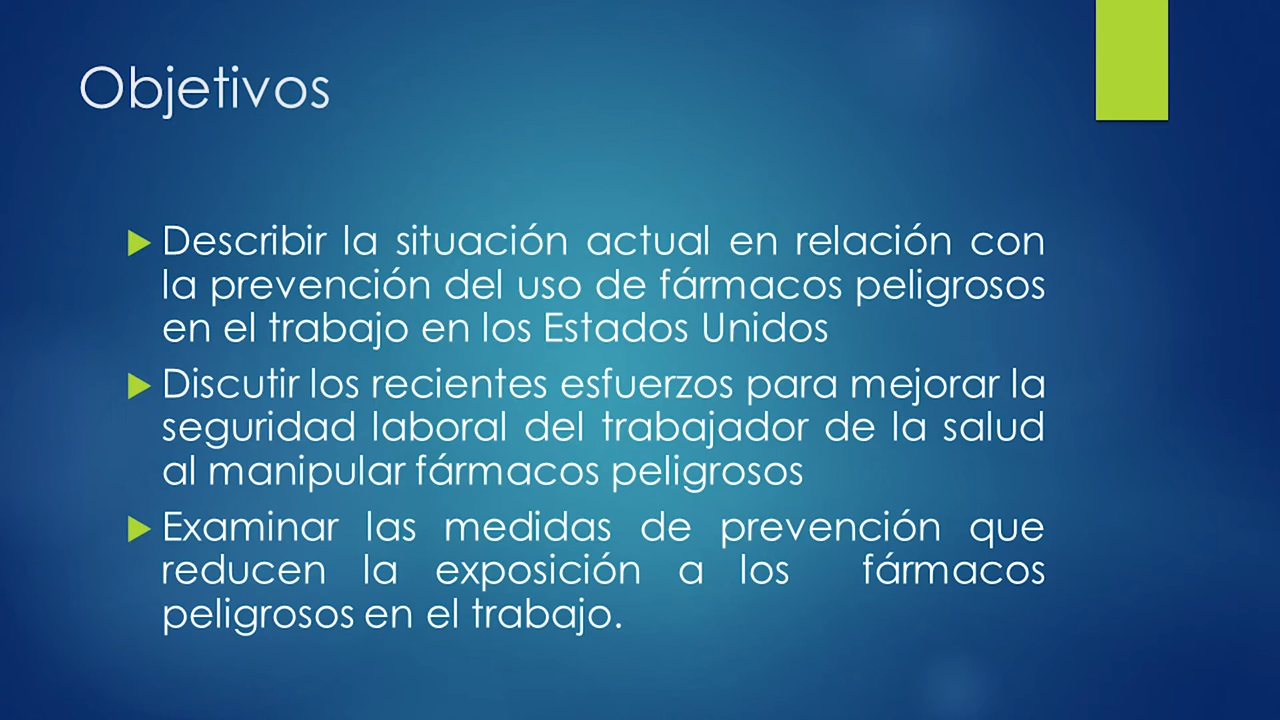 Objetivos
Describir la situación actual en relación con
la prevención del uso de fármacos peligrosos
en el trabajo en los Estados Unidos
Discutir los recientes esfuerzos para mejorar la
seguridad laboral del trabajador de la salud
al manipular fármacos peligrosos
Examinar las medidas de prevención que
reducen la exposición a los fármacos
peligrosos en el trabajo.